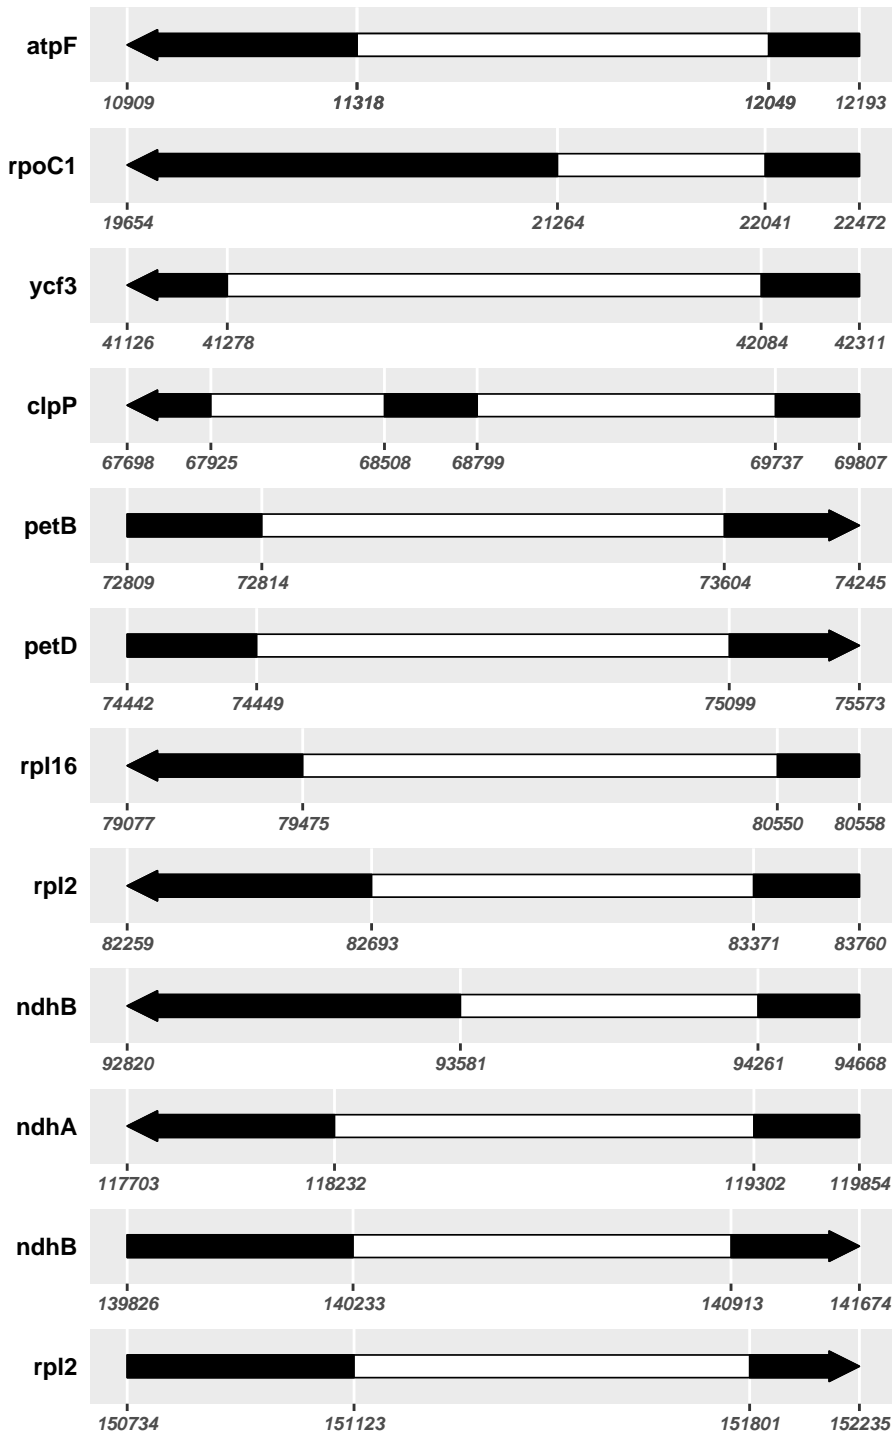 atpF
10909 11318 12049 12193
rpoC1
19654 21264 22041 22472
ycf3
41126 41278 42084 42311
clpP
67698 67925 68508 68799 69737 69807
petB
72809 72814 73604 74245
petD
74442 74449 75099 75573
rpl16
79077 79475 80550 80558
rpl2
82259 82693 83371 83760
ndhB
92820 93581 94261 94668
ndhA
117703 118232 119302 119854
ndhB
139826 140233 140913 141674
rpl2
150734 151123 151801 152235